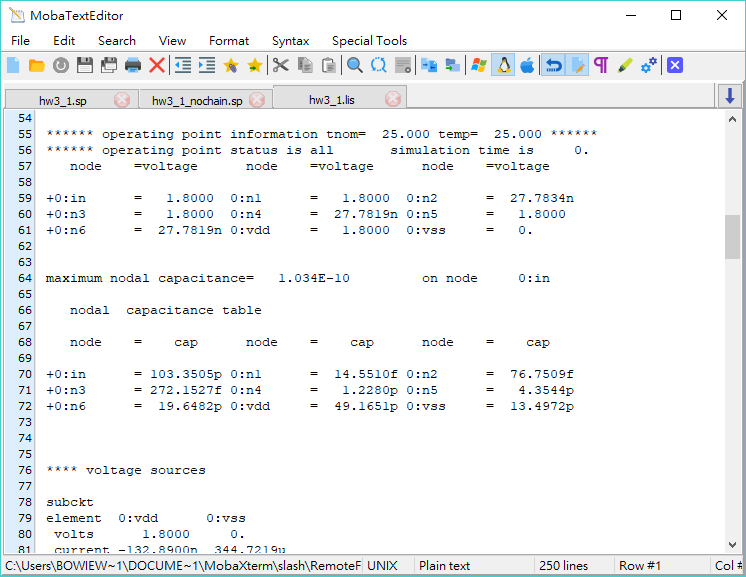 MobaTextEditor
File Edit Search View Format Syntax Special Tools
hw3_1.sp hw3_1_nochain.sp hw3_1.lis
54
55 ****** operating point information tnom=  25.000 temp=  25.000 ******
56 ****** operating point status is all       simulation time is     0.
57    node    =voltage      node    =voltage      node    =voltage
58
59 +0:in      =   1.8000  0:n1      =   1.8000  0:n2      =  27.7834n
60 +0:n3      =   1.8000  0:n4      =  27.7819n 0:n5      =   1.8000
61 +0:n6      =  27.7819n 0:vdd     =   1.8000  0:vss     =   0.
62
63
64 maximum nodal capacitance=   1.034E-10         on node     0:in
65
66    nodal  capacitance table
67
68    node    =    cap      node    =    cap      node    =    cap
69
70 +0:in      = 103.3505p 0:n1      =  14.5510f 0:n2      =  76.7509f
71 +0:n3      = 272.1527f 0:n4      =   1.2280p 0:n5      =   4.3544p
72 +0:n6      =  19.6482p 0:vdd     =  49.1651p 0:vss     =  13.4972p
73
74
75
76 **** voltage sources
77
78 subckt
79 element  0:vdd      0:vss
80  volts      1.8000     0.
81  current -132.8900n  344.7219u
C:\Users\BOWIEW~1\DOCUME~1\MobaXterm\slash\RemoteF UNIX Plain text 250 lines Row #1 Col #